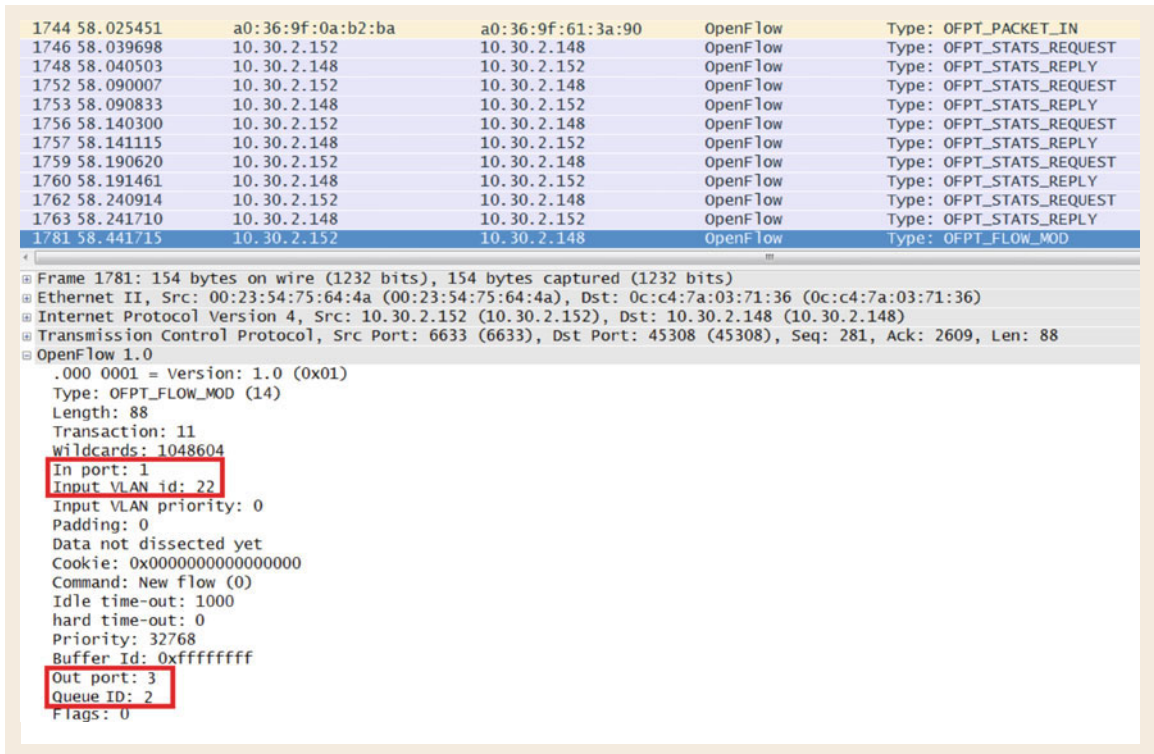 1744 58.025451 a0:36:9f:0a:b2:ba a0:36:9f:61:3a:90 OpenFlow Type: OFPT_PACKET_IN
1746 58.039698 10.30.2.152 10.30.2.148 OpenFlow Type: OFPT_STATS_REQUEST
1748 58.040503 10.30.2.148 10.30.2.152 OpenFlow Type: OFPT_STATS_REPLY
1752 58.090007 10.30.2.152 10.30.2.148 OpenFlow Type: OFPT_STATS_REQUEST
1753 58.090833 10.30.2.148 10.30.2.152 OpenFlow Type: OFPT_STATS_REPLY
1756 58.140300 10.30.2.152 10.30.2.148 OpenFlow Type: OFPT_STATS_REQUEST
1757 58.141115 10.30.2.148 10.30.2.152 OpenFlow Type: OFPT_STATS_REPLY
1759 58.190620 10.30.2.152 10.30.2.148 OpenFlow Type: OFPT_STATS_REQUEST
1760 58.191461 10.30.2.148 10.30.2.152 OpenFlow Type: OFPT_STATS_REPLY
1762 58.240914 10.30.2.152 10.30.2.148 OpenFlow Type: OFPT_STATS_REQUEST
1763 58.241710 10.30.2.148 10.30.2.152 OpenFlow Type: OFPT_STATS_REPLY
1781 58.441715 10.30.2.152 10.30.2.148 OpenFlow Type: OFPT_FLOW_MOD
Frame 1781: 154 bytes on wire (1232 bits), 154 bytes captured (1232 bits)
Ethernet II, Src: 00:23:54:75:64:4a (00:23:54:75:64:4a), Dst: 0c:c4:7a:03:71:36 (0c:c4:7a:03:71:36)
Internet Protocol Version 4, Src: 10.30.2.152 (10.30.2.152), Dst: 10.30.2.148 (10.30.2.148)
Transmission Control Protocol, Src Port: 6633 (6633), Dst Port: 45308 (45308), Seq: 281, Ack: 2609, Len: 88
OpenFlow 1.0
.000 0001 = Version: 1.0 (0x01)
Type: OFPT_FLOW_MOD (14)
Length: 88
Transaction: 11
Wildcards: 1048604
In port: 1
Input VLAN id: 22
Input VLAN priority: 0
Padding: 0
Data not dissected yet
Cookie: 0x0000000000000000
Command: New flow (0)
Idle time-out: 1000
hard time-out: 0
Priority: 32768
Buffer Id: 0xffffffff
Out port: 3
Queue ID: 2
Flags: 0